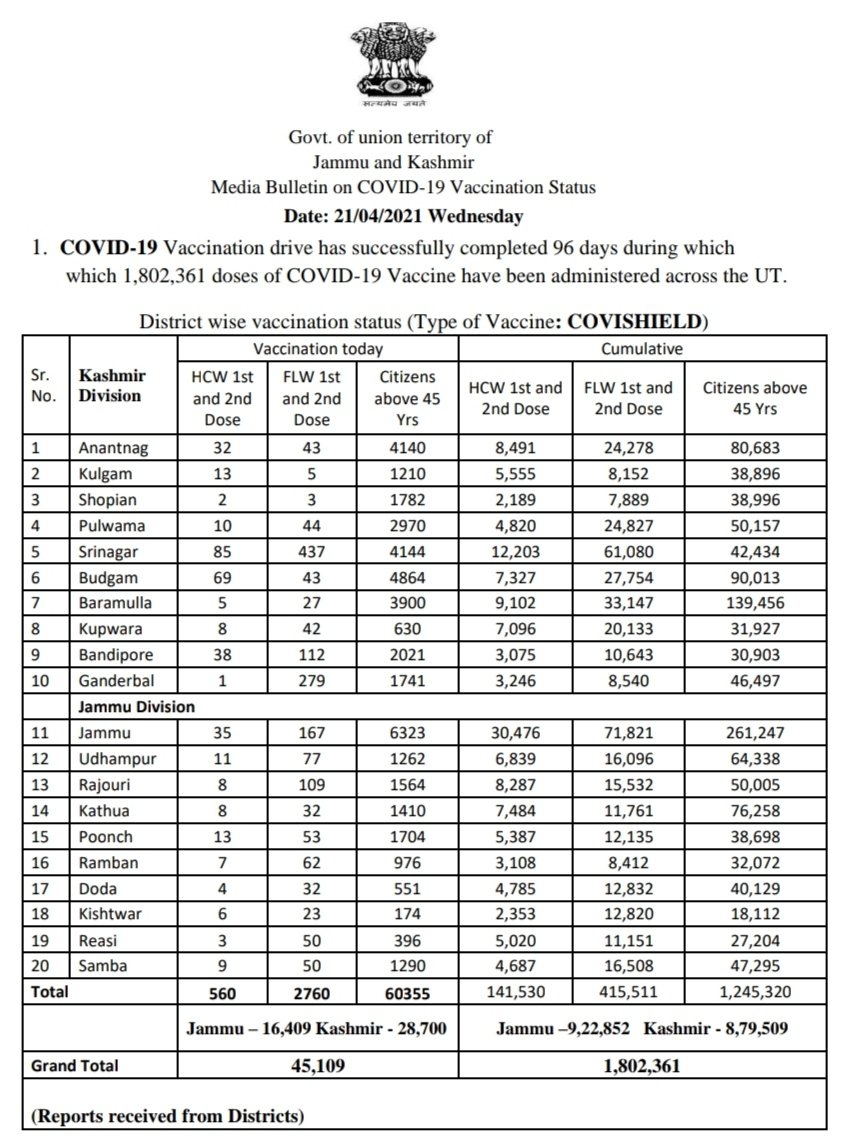 सत्यमेव जयते
Govt. of union territory of
Jammu and Kashmir
Media Bulletin on COVID-19 Vaccination Status
Date: 21/04/2021 Wednesday
1. COVID-19 Vaccination drive has successfully completed 96 days during which
which 1,802,361 doses of COVID-19 Vaccine have been administered across the UT.
District wise vaccination status (Type of Vaccine: COVISHIELD)
Sr. No. Kashmir Division Vaccination today Cumulative
HCW 1st and 2nd Dose FLW 1st and 2nd Dose Citizens above 45 Yrs HCW 1st and 2nd Dose FLW 1st and 2nd Dose Citizens above 45 Yrs
1 Anantnag 32 43 4140 8,491 24,278 80,683
2 Kulgam 13 5 1210 5,555 8,152 38,896
3 Shopian 2 3 1782 2,189 7,889 38,996
4 Pulwama 10 44 2970 4,820 24,827 50,157
5 Srinagar 85 437 4144 12,203 61,080 42,434
6 Budgam 69 43 4864 7,327 27,754 90,013
7 Baramulla 5 27 3900 9,102 33,147 139,456
8 Kupwara 8 42 630 7,096 20,133 31,927
9 Bandipore 38 112 2021 3,075 10,643 30,903
10 Ganderbal 1 279 1741 3,246 8,540 46,497
Jammu Division
11 Jammu 35 167 6323 30,476 71,821 261,247
12 Udhampur 11 77 1262 6,839 16,096 64,338
13 Rajouri 8 109 1564 8,287 15,532 50,005
14 Kathua 8 32 1410 7,484 11,761 76,258
15 Poonch 13 53 1704 5,387 12,135 38,698
16 Ramban 7 62 976 3,108 8,412 32,072
17 Doda 4 32 551 4,785 12,832 40,129
18 Kishtwar 6 23 174 2,353 12,820 18,112
19 Reasi 3 50 396 5,020 11,151 27,204
20 Samba 9 50 1290 4,687 16,508 47,295
Total 560 2760 60355 141,530 415,511 1,245,320
Jammu – 16,409 Kashmir - 28,700 Jammu –9,22,852 Kashmir - 8,79,509
Grand Total 45,109 1,802,361
(Reports received from Districts)